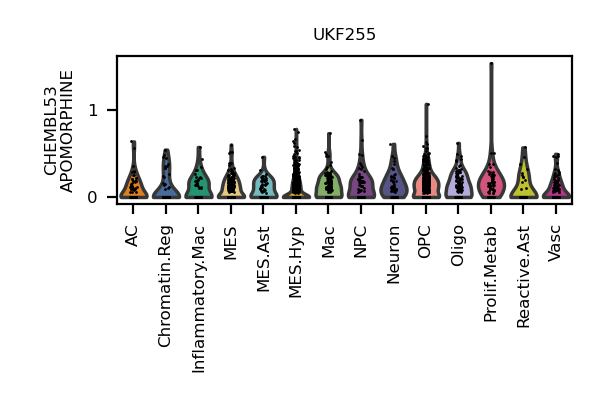 UKF255
CHEMBL53
APOMORPHINE
1
0
AC
Chromatin.Reg
Inflammatory.Mac
MES
MES.Ast
MES.Hyp
Mac
NPC
Neuron
OPC
Oligo
Prolif.Metab
Reactive.Ast
Vasc